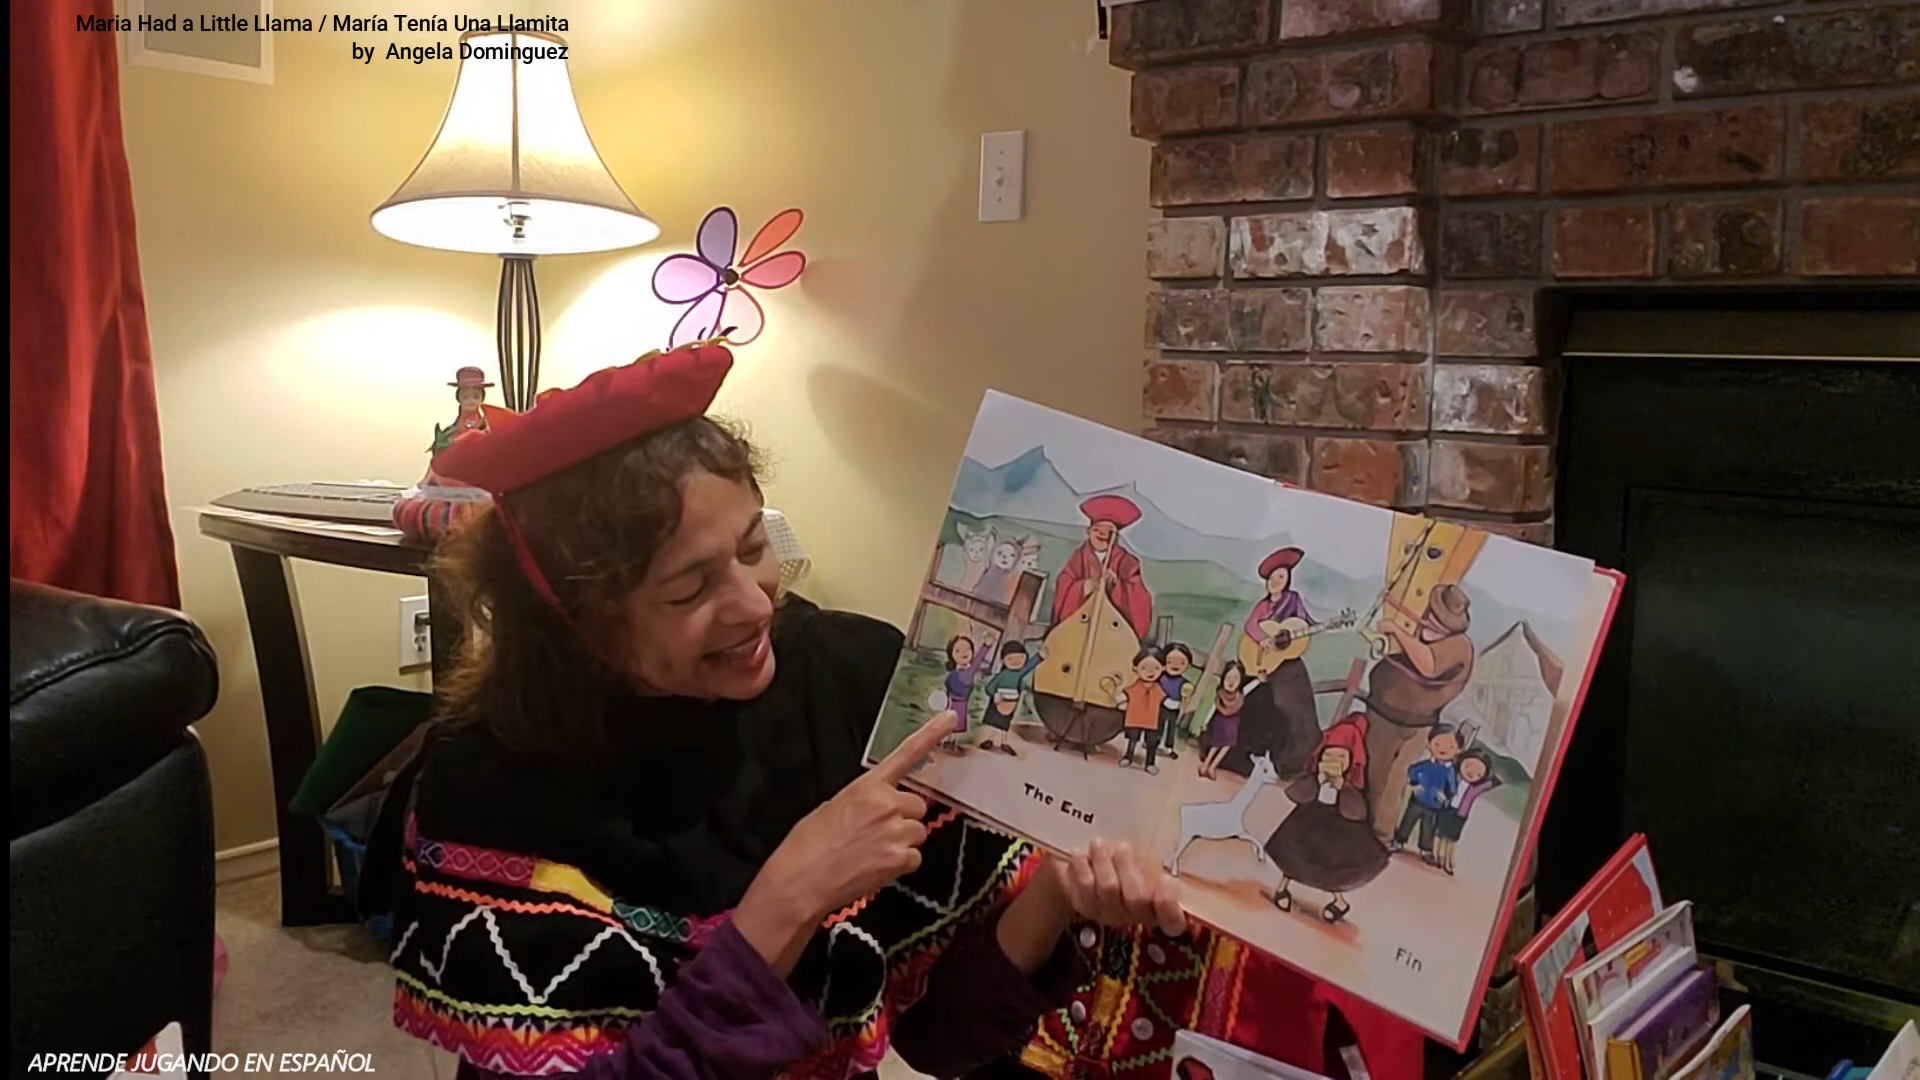 Maria Had a Little Llama / María Tenía Una Llamita
by Angela Dominguez
The End
Fin
APRENDE JUGANDO EN ESPAÑOL